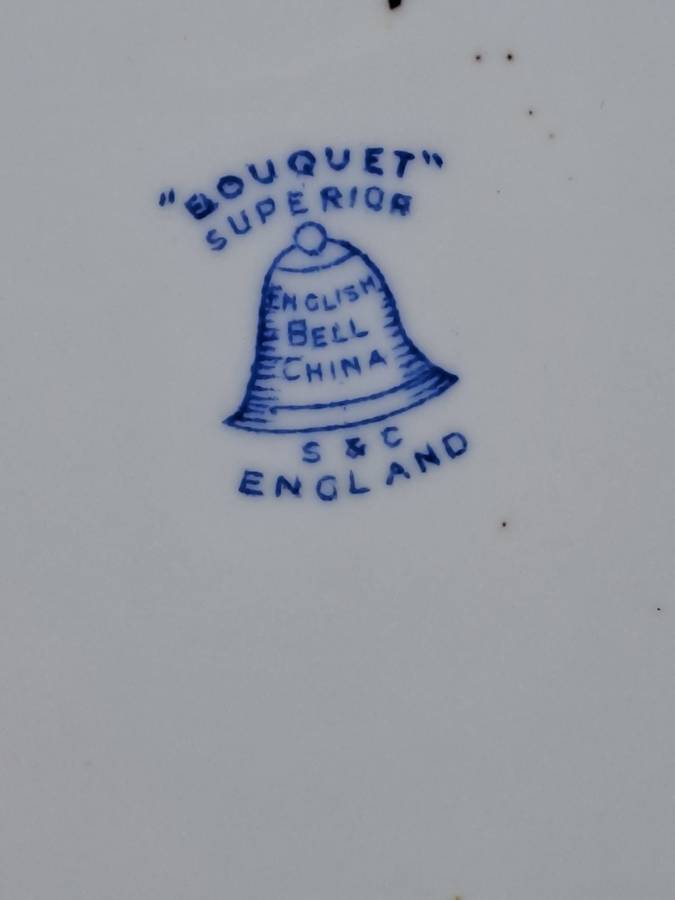 "BOUQUET"
SUPERIOR
ENGLISH
BELL
CHINA
S & C
ENGLAND